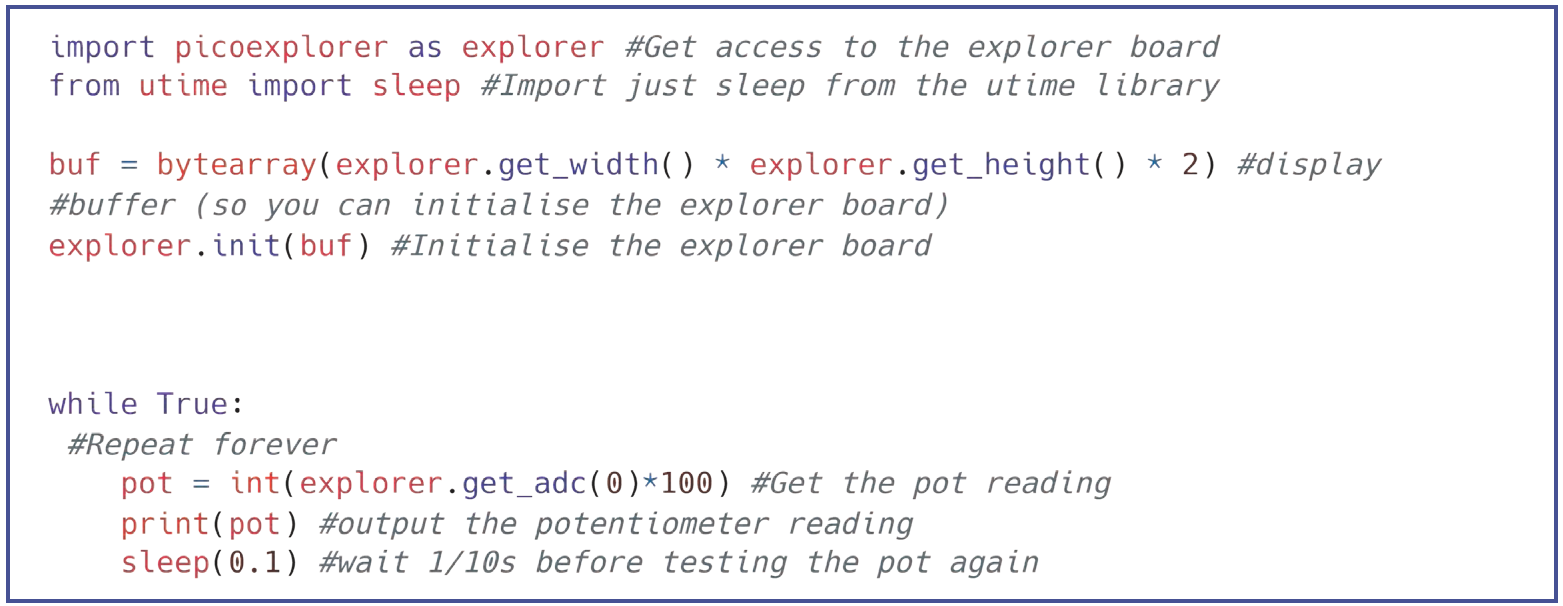 import picoexplorer as explorer #Get access to the explorer board
from utime import sleep #Import just sleep from the utime library
buf = bytearray(explorer.get_width() * explorer.get_height() * 2) #display
#buffer (so you can initialise the explorer board)
explorer.init(buf) #Initialise the explorer board
while True:
 #Repeat forever
    pot = int(explorer.get_adc(0)*100) #Get the pot reading
    print(pot) #output the potentiometer reading
    sleep(0.1) #wait 1/10s before testing the pot again